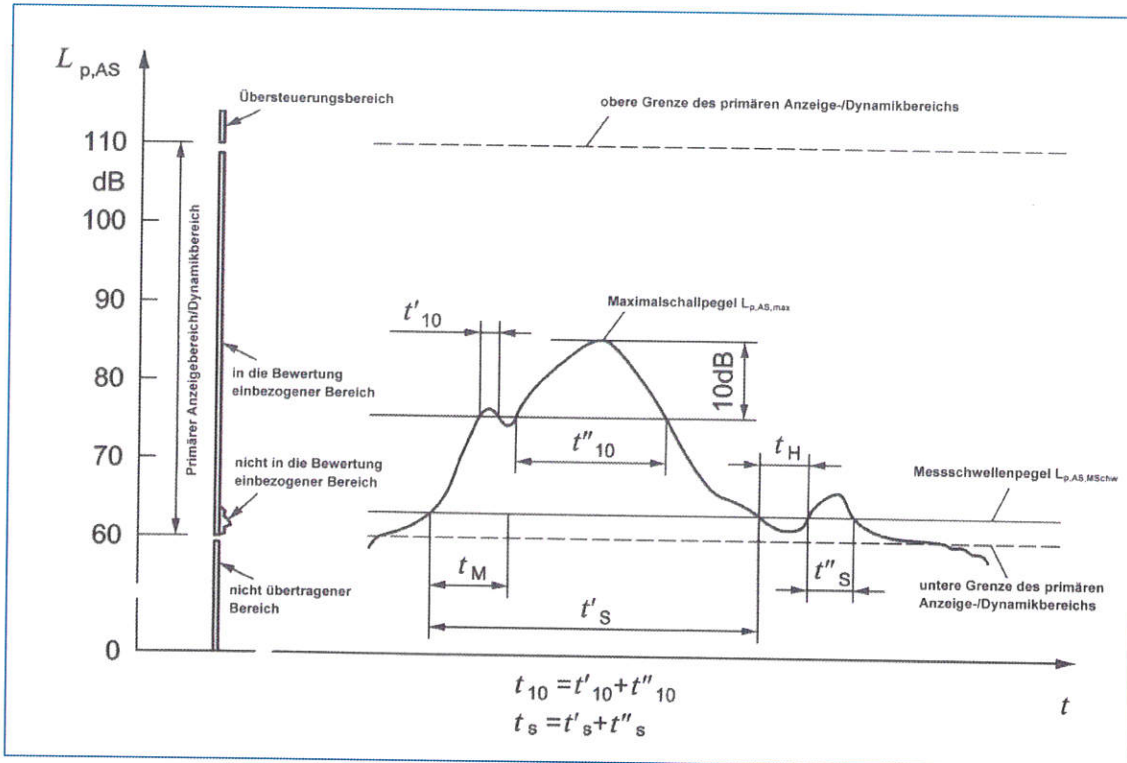 L p,AS
Übersteuerungsbereich
obere Grenze des primären Anzeige-/Dynamikbereichs
110
dB
100
90
80
70
60
0
Primärer Anzeigebereich/Dynamikbereich
in die Bewertung
einbezogener Bereich
nicht in die Bewertung
einbezogener Bereich
nicht übertragener
Bereich
t'10
Maximalschallpegel Lp,AS,max
10dB
t"10
tH
Messschwellenpegel Lp,AS,MSchw
tM
t"S
untere Grenze des primären
Anzeige-/Dynamikbereichs
t'S
t10 =t'10+t"10
ts =t's+t"s
t